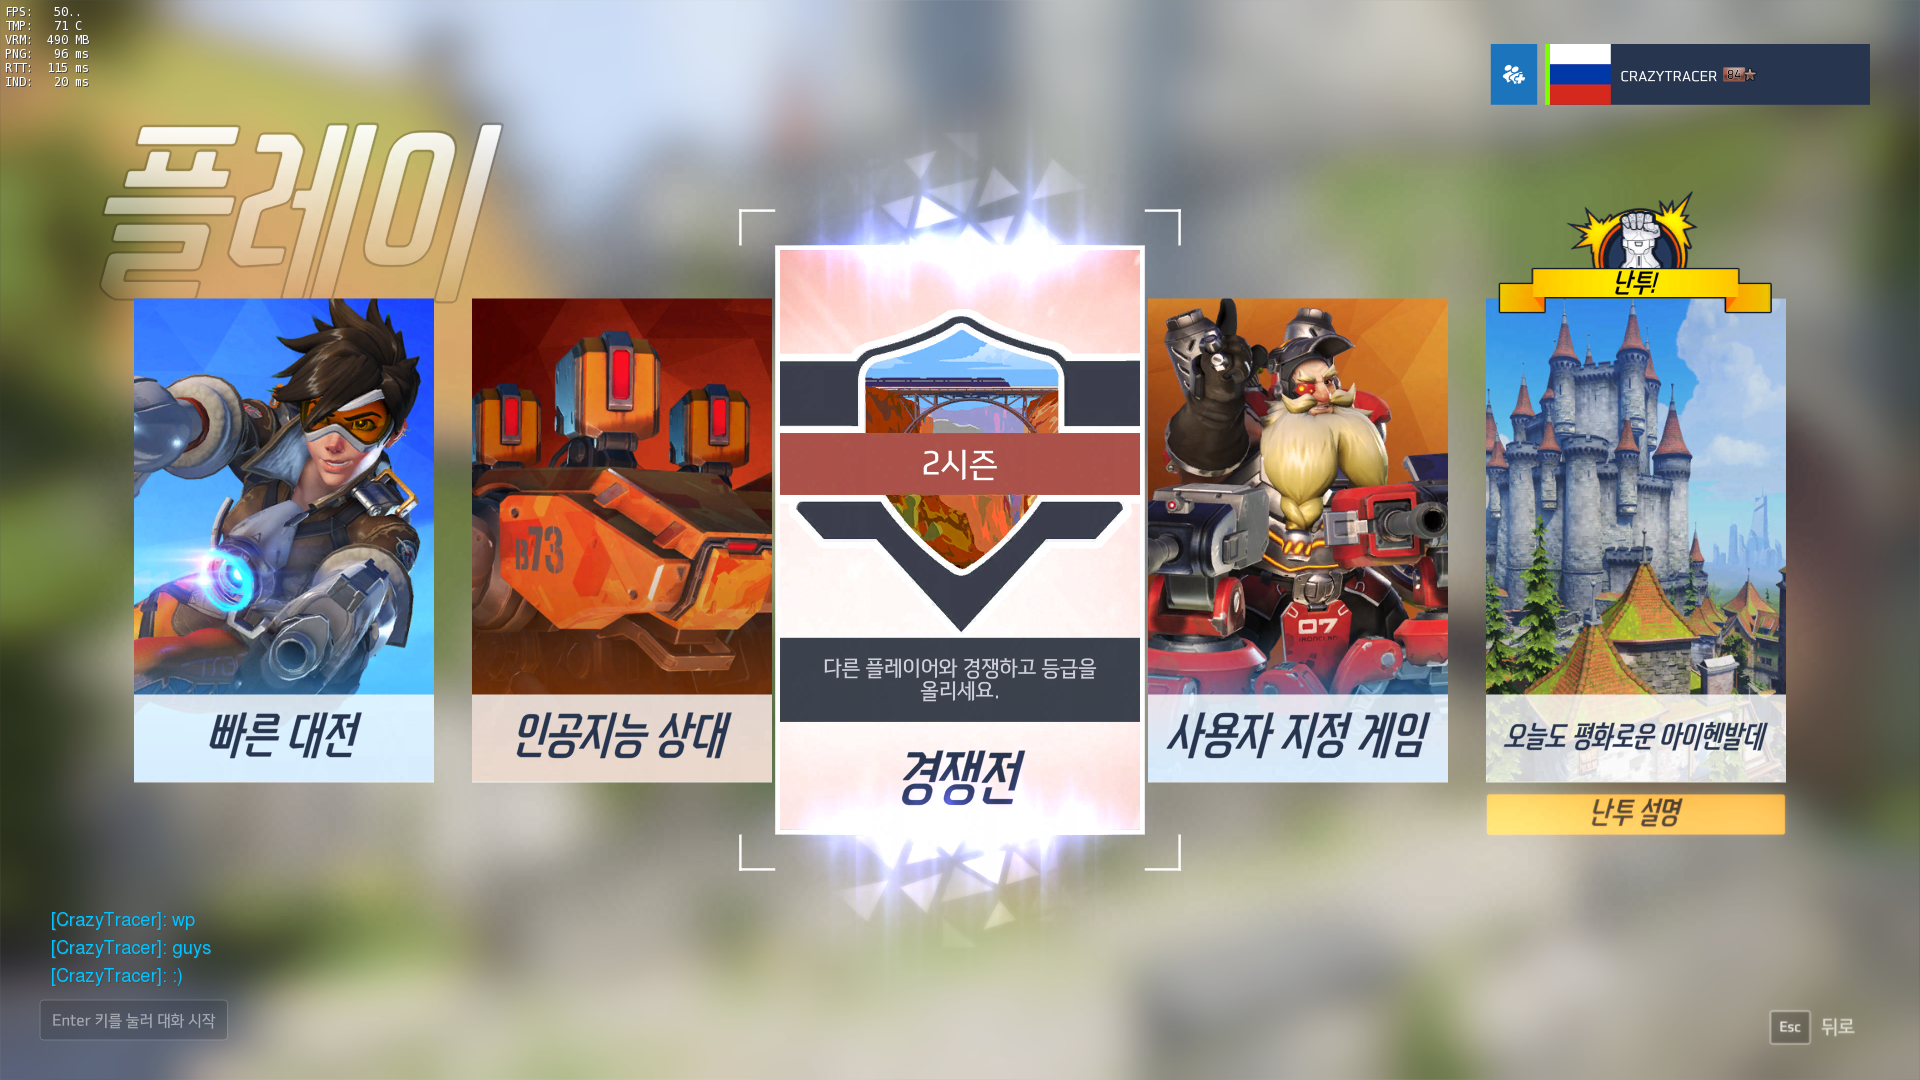 FPS: 50..
TMP: 71 C
VRM: 490 MB
PNG: 96 ms
RTT: 115 ms
IND: 20 ms
CRAZYTRACER 84
플레이
난투!
2시즌
B73
07
IRONCLAD
다른 플레이어와 경쟁하고 등급을
올리세요.
빠른 대전
인공지능 상대
경쟁전
사용자 지정 게임
오늘도 평화로운 아이헨발데
난투 설명
[CrazyTracer]: wp
[CrazyTracer]: guys
[CrazyTracer]: :)
Enter 키를 눌러 대화 시작
Esc 뒤로